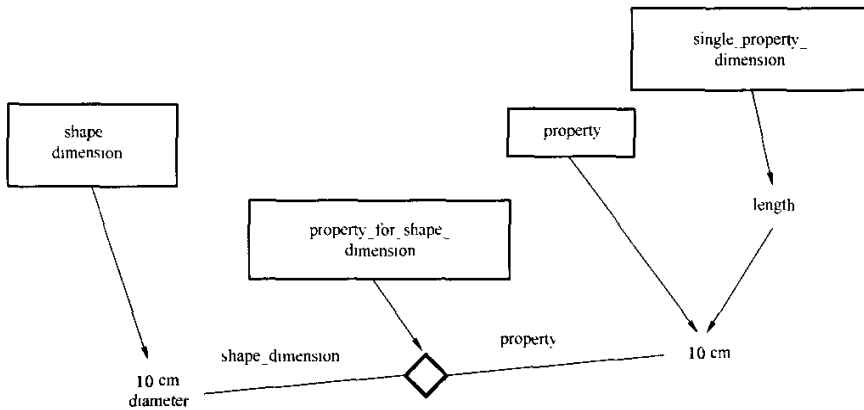 single_property_
dimension
shape
dimension
property
length
property_for_shape_
dimension
shape_dimension
property
10 cm
diameter
10 cm